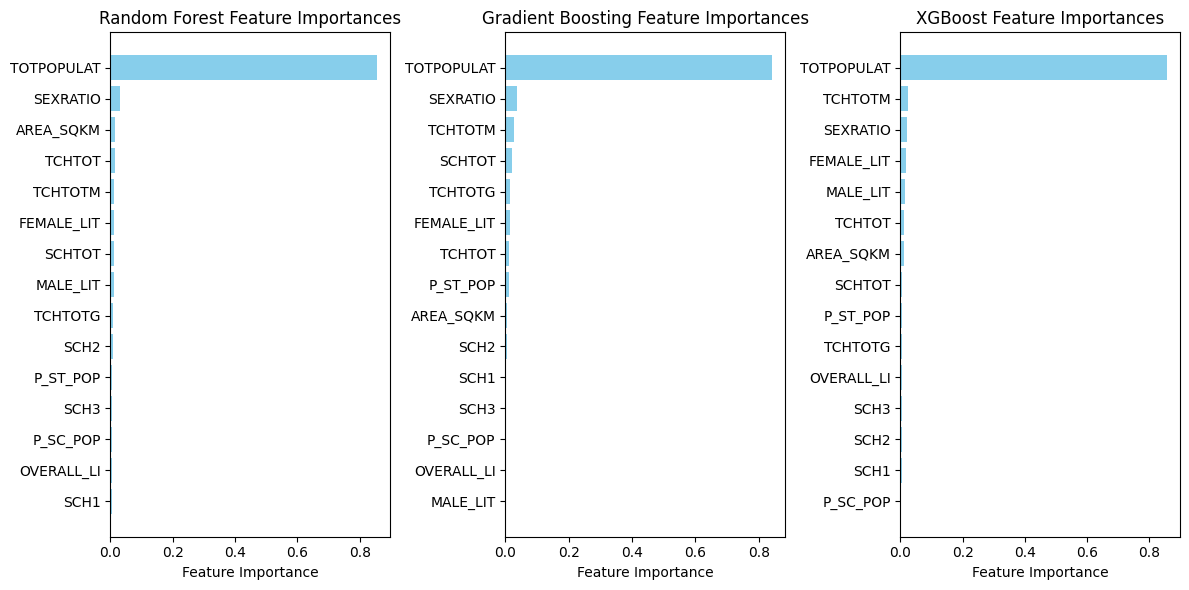 Random Forest Feature Importances
TOTPOPULAT
SEXRATIO
AREA_SQKM
TCHTOT
TCHTOTM
FEMALE_LIT
SCHTOT
MALE_LIT
TCHTOTG
SCH2
P_ST_POP
SCH3
P_SC_POP
OVERALL_LI
SCH1
0.0 0.2 0.4 0.6 0.8
Feature Importance
Gradient Boosting Feature Importances
TOTPOPULAT
SEXRATIO
TCHTOTM
SCHTOT
TCHTOTG
FEMALE_LIT
TCHTOT
P_ST_POP
AREA_SQKM
SCH2
SCH1
SCH3
P_SC_POP
OVERALL_LI
MALE_LIT
0.0 0.2 0.4 0.6 0.8
Feature Importance
XGBoost Feature Importances
TOTPOPULAT
TCHTOTM
SEXRATIO
FEMALE_LIT
MALE_LIT
TCHTOT
AREA_SQKM
SCHTOT
P_ST_POP
TCHTOTG
OVERALL_LI
SCH3
SCH2
SCH1
P_SC_POP
0.0 0.2 0.4 0.6 0.8
Feature Importance